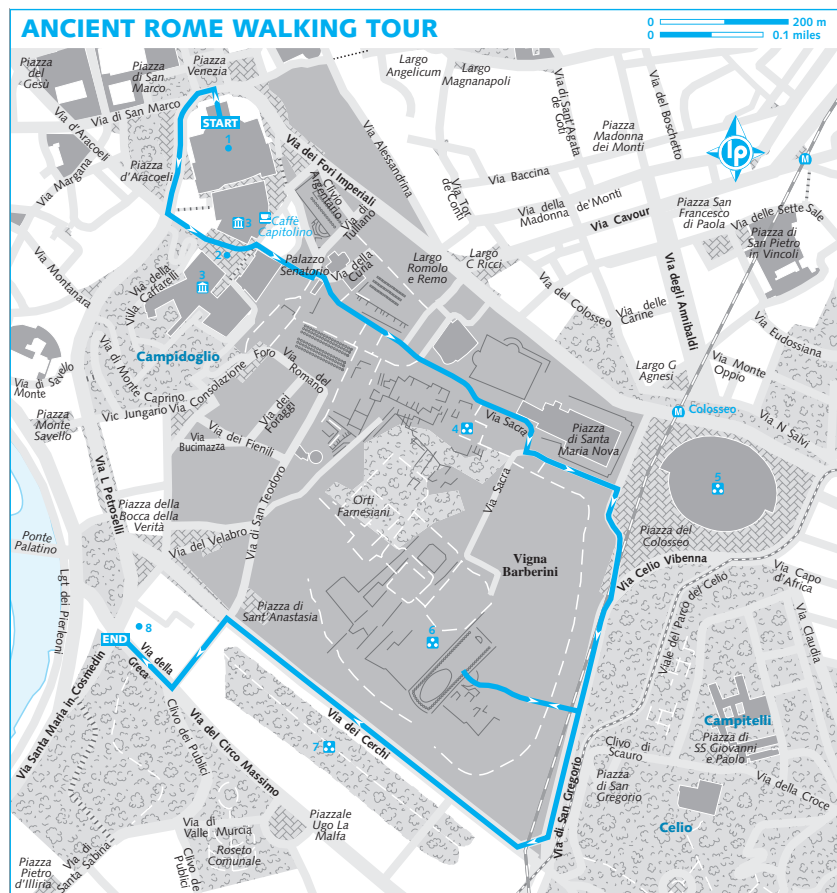 ANCIENT ROME WALKING TOUR
0 200 m
0 0.1 miles
Piazza
del
Gesù
Piazza
di San
Marco
Piazza
Venezia
Largo
Angelicum
Largo
Magnanapoli
Via di Sant'Agata
de' Goti
Via del Boschetto
Piazza
Madonna
dei Monti
lp
M
Via d'Aracoeli
Via di San Marco
START
1
Via Margana
Piazza
d'Aracoeli
Via dei Fori Imperiali
Via Alessandrina
Via Baccina
Via Tor
de' Conti
Via della
Madonna de'Monti
Via Cavour
Piazza San
Francesco
di Paola
Via delle Sette Sale
Piazza di
San Pietro
in Vincoli
Clivo
Argentario
Via di
Tulliano
3
Caffè
Capitolino
2
Palazzo
Senatorio
Via della
Curia
Largo
Romolo
e Remo
Largo
C Ricci
Via degli Annibaldi
Via Montanara
Via della
Villa Caffarelli
3
Via del Colosseo
Via delle
Carine
Via Eudossiana
Campidoglio
Via di Monte
Caprino
Foro
Via Consolazione
Via del
Romano
Via dei
Foraggi
Largo G
Agnesi
Via Monte
Oppio
Via di Savello
Monte
Piazza
Monte
Savello
Vic Jungario
Via
Bucimazza
Via dei Fienili
4
Via Sacra
Piazza
di Santa
Maria Nova
M
Colosseo
Via N Salvi
Via L Petroselli
Via di San Teodoro
Orti
Farnesiani
Via Sacra
5
Piazza della
Bocca della
Verità
Ponte
Palatino
Via del Velabro
Piazza del
Colosseo
Vigna
Barberini
Via Celio Vibenna
Via Capo
d'Africa
Lgt dei Pierleoni
Piazza di
Sant'Anastasia
8
END
Via della
Greca
6
Viale del Parco del Celio
Via Claudia
Via Santa Maria in Cosmedin
Clivo dei Publici
Via del Circo Massimo
Via dei Cerchi
7
Via di San Gregorio
Campitelli
Piazza di
SS Giovanni
e Paolo
Clivo di
Scauro
Piazza
di San
Gregorio
Via della Croce
Celio
Piazzale
Ugo La
Malfa
Via di
Valle Murcia
Roseto
Comunale
Clivo dei
Publici
Via di
Santa Sabina
Piazza
Pietro
d'Illiria